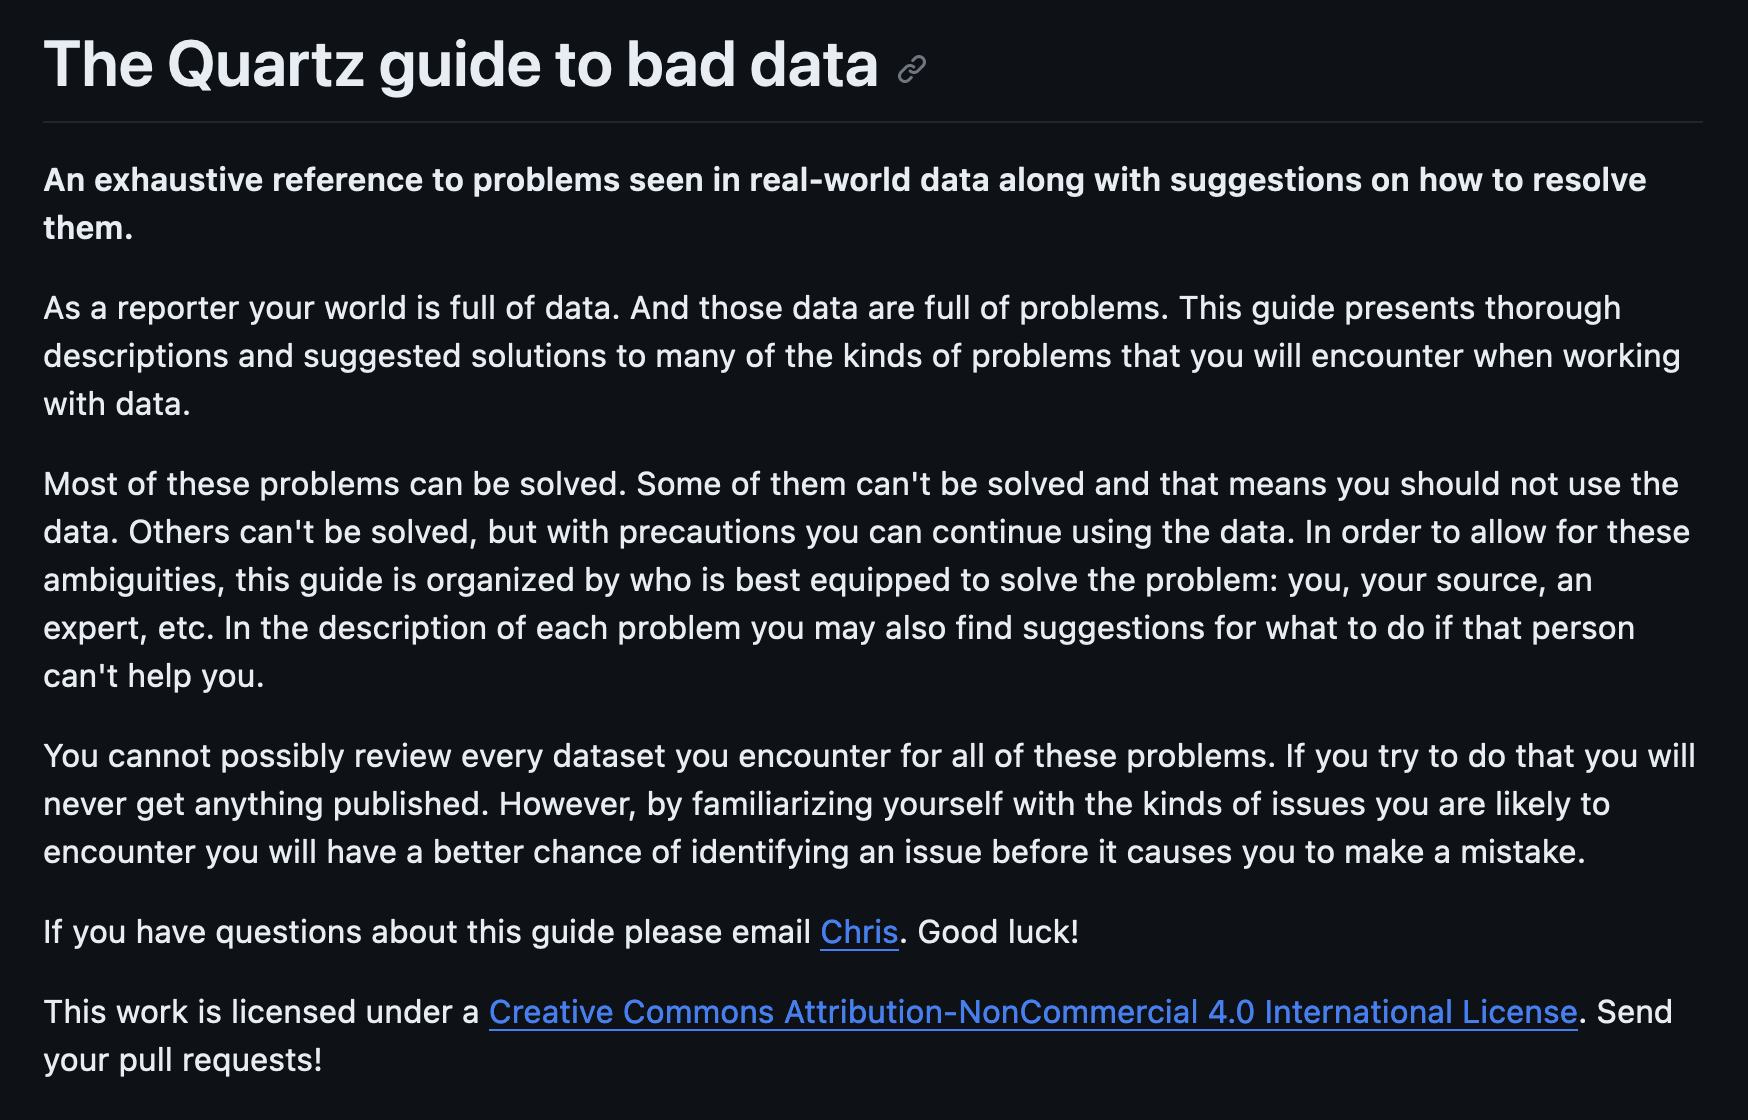 The Quartz guide to bad data
An exhaustive reference to problems seen in real-world data along with suggestions on how to resolve
them.
As a reporter your world is full of data. And those data are full of problems. This guide presents thorough
descriptions and suggested solutions to many of the kinds of problems that you will encounter when working
with data.
Most of these problems can be solved. Some of them can't be solved and that means you should not use the
data. Others can't be solved, but with precautions you can continue using the data. In order to allow for these
ambiguities, this guide is organized by who is best equipped to solve the problem: you, your source, an
expert, etc. In the description of each problem you may also find suggestions for what to do if that person
can't help you.
You cannot possibly review every dataset you encounter for all of these problems. If you try to do that you will
never get anything published. However, by familiarizing yourself with the kinds of issues you are likely to
encounter you will have a better chance of identifying an issue before it causes you to make a mistake.
If you have questions about this guide please email Chris. Good luck!
This work is licensed under a Creative Commons Attribution-NonCommercial 4.0 International License. Send
your pull requests!